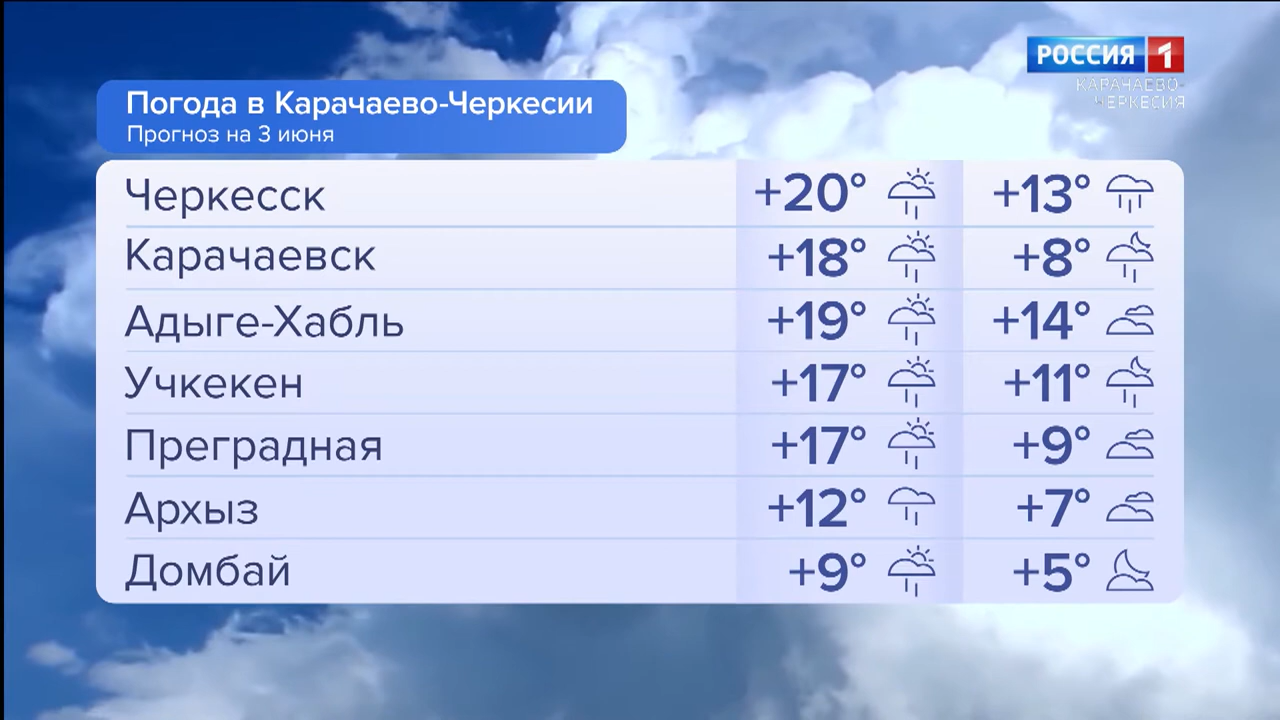 РОССИЯ 1
КАРАЧАЕВО-
ЧЕРКЕСИЯ
Погода в Карачаево-Черкесии
Прогноз на 3 июня
Черкесск +20° +13°
Карачаевск +18° +8°
Адыге-Хабль +19° +14°
Учкекен +17° +11°
Преградная +17° +9°
Архыз +12° +7°
Домбай +9° +5°